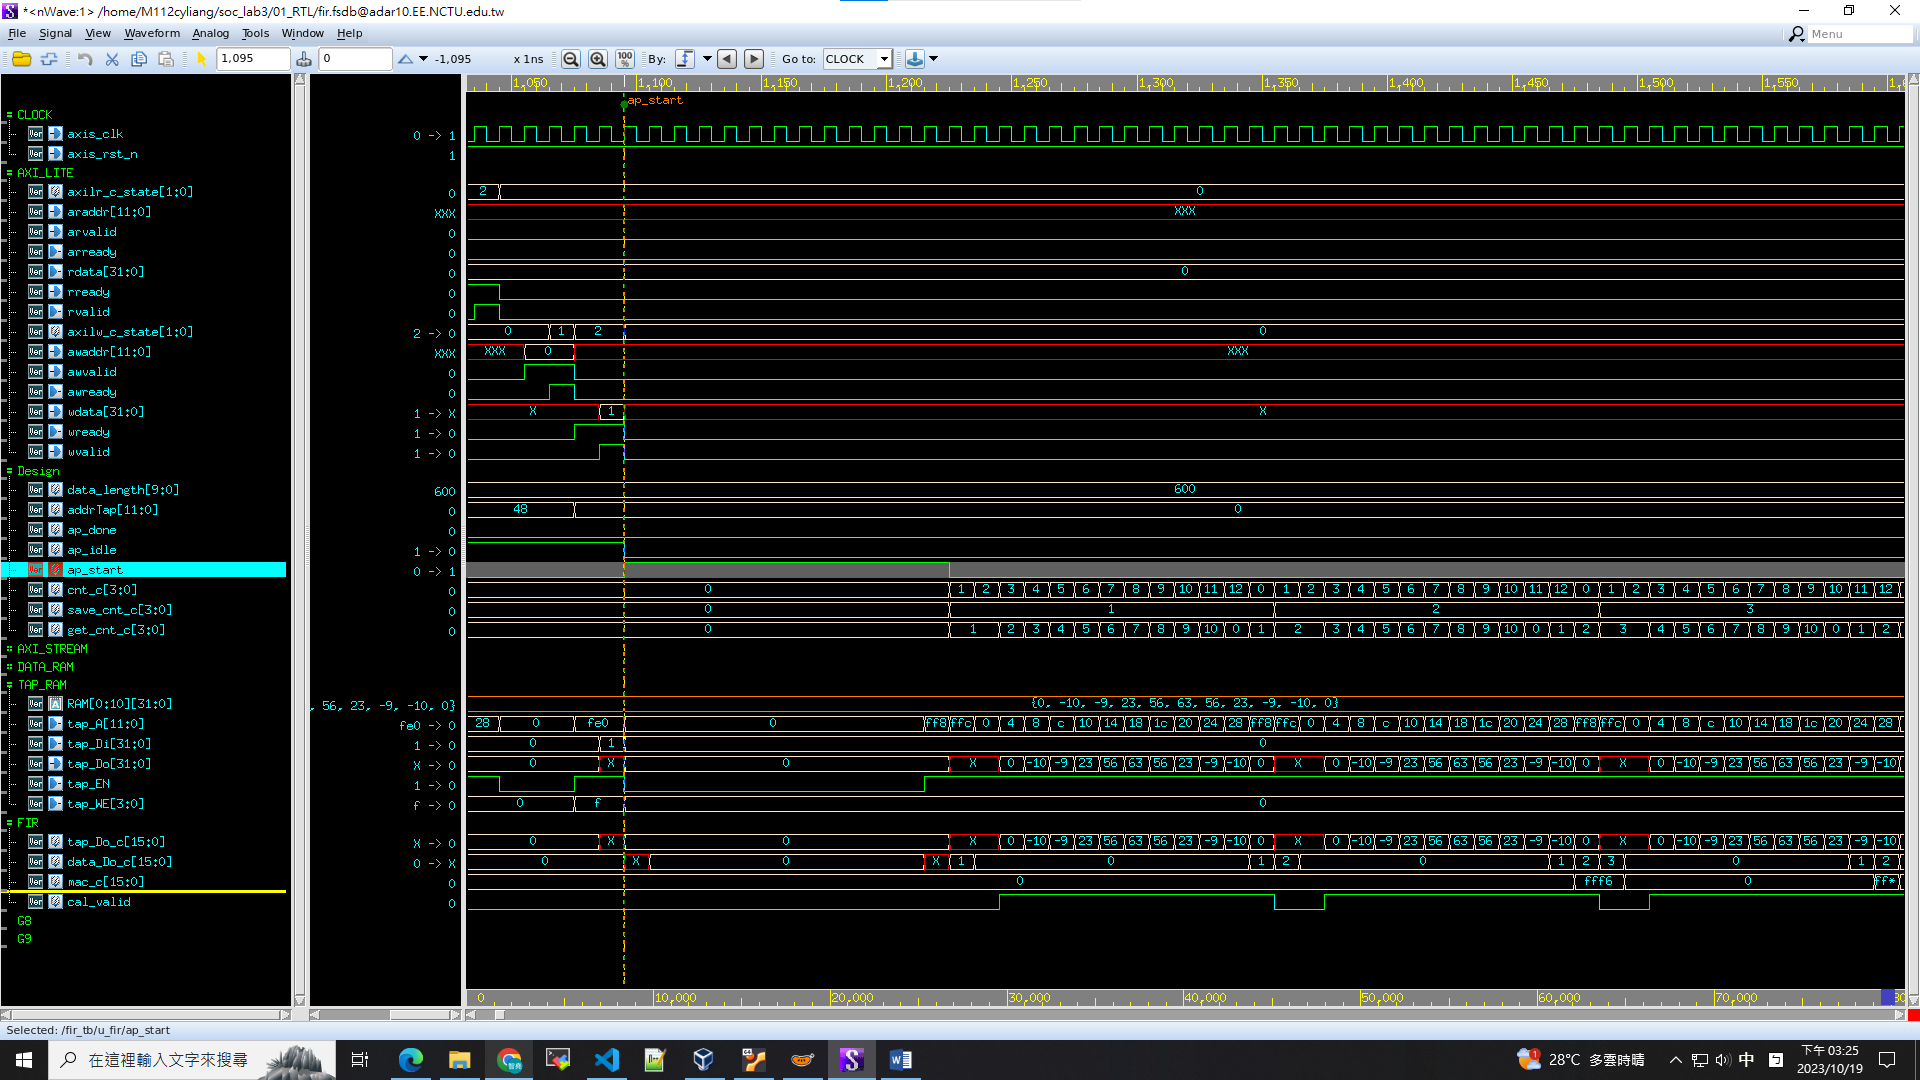 *<nWave:1> /home/M112cyliang/soc_lab3/01_RTL/fir.fsdb@adar10.EE.NCTU.edu.tw
File Signal View Waveform Analog Tools Window Help Menu
1,095 0 -1,095 x 1ns 100 % By: Go to: CLOCK
1,050 1,100 1,150 1,200 1,250 1,300 1,350 1,400 1,450 1,500 1,550
ap_start
CLOCK
axis_clk 0 -> 1
axis_rst_n 1
AXI_LITE
axilr_c_state[1:0] 0 2 0
araddr[11:0] XXX XXX
arvalid 0
arready 0
rdata[31:0] 0 0
rready 0
rvalid 0
axilw_c_state[1:0] 2 -> 0 0 1 2 0
awaddr[11:0] XXX XXX 0 XXX
awvalid 0
awready 0
wdata[31:0] 1 -> X X 1 X
wready 1 -> 0
wvalid 1 -> 0
Design
data_length[9:0] 600 600
addrTap[11:0] 0 48 0
ap_done 0
ap_idle 1 -> 0
ap_start 0 -> 1
cnt_c[3:0] 0 0 1 2 3 4 5 6 7 8 9 10 11 12 0 1 2 3 4 5 6 7 8 9 10 11 12 0 1 2 3 4 5 6 7 8 9 10 11 12
save_cnt_c[3:0] 0 0 1 2 3
get_cnt_c[3:0] 0 0 1 2 3 4 5 6 7 8 9 10 0 1 2 3 4 5 6 7 8 9 10 0 1 2 3 4 5 6 7 8 9 10 0 1 2
AXI_STREAM
DATA_RAM
TAP_RAM
RAM[0:10][31:0] , 56, 23, -9, -10, 0} {0, -10, -9, 23, 56, 63, 56, 23, -9, -10, 0}
tap_A[11:0] fe0 -> 0 28 0 fe0 0 ff8 ffc 0 4 8 c 10 14 18 1c 20 24 28 ff8 ffc 0 4 8 c 10 14 18 1c 20 24 28 ff8 ffc 0 4 8 c 10 14 18 1c 20 24 28
tap_Di[31:0] 1 -> 0 0 1 0
tap_Do[31:0] X -> 0 0 X 0 X 0 -10 -9 23 56 63 56 23 -9 -10 0 X 0 -10 -9 23 56 63 56 23 -9 -10 0 X 0 -10 -9 23 56 63 56 23 -9 -10
tap_EN 1 -> 0
tap_WE[3:0] f -> 0 0 f 0
FIR
tap_Do_c[15:0] X -> 0 0 X 0 X 0 -10 -9 23 56 63 56 23 -9 -10 0 X 0 -10 -9 23 56 63 56 23 -9 -10 0 X 0 -10 -9 23 56 63 56 23 -9 -10
data_Do_c[15:0] 0 -> X 0 X 0 X 1 0 1 2 0 1 2 3 0 1 2
mac_c[15:0] 0 0 fff6 0 ff*
cal_valid 0
G8
G9
0 10,000 20,000 30,000 40,000 50,000 60,000 70,000
Selected: /fir_tb/u_fir/ap_start
在這裡輸入文字來搜尋 28°C 多雲時晴 中 下午 03:25
2023/10/19